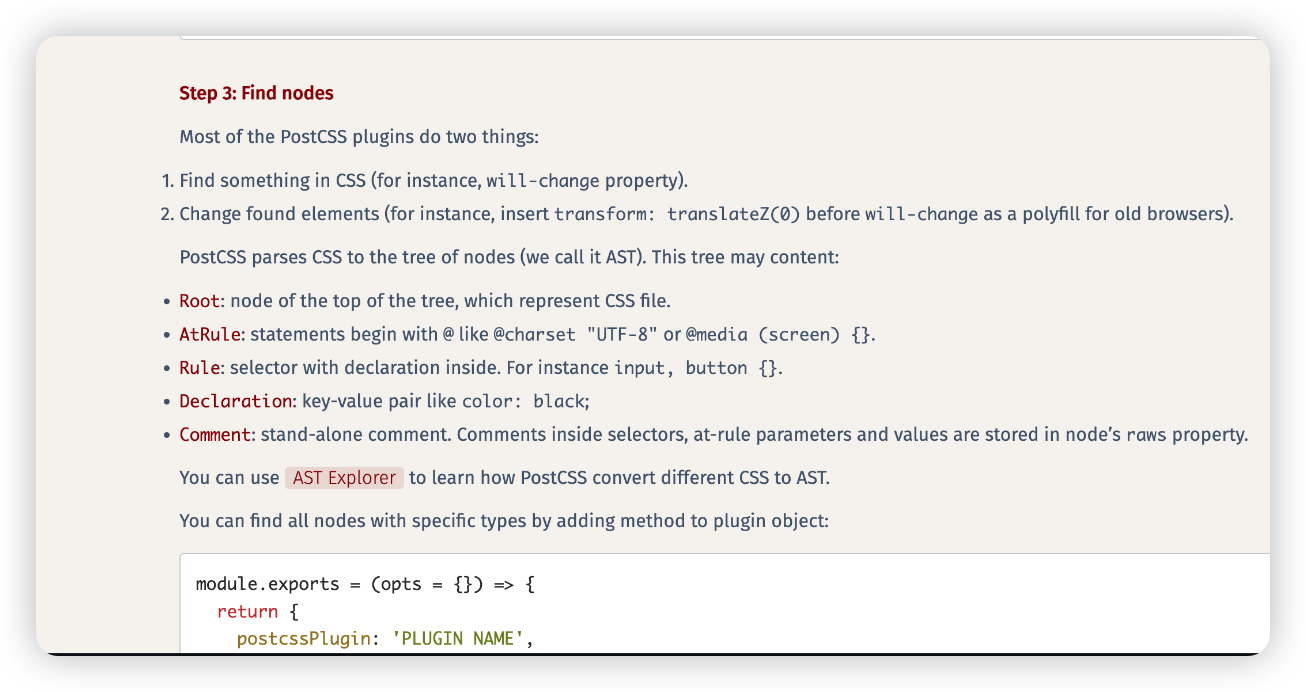 Step 3: Find nodes
Most of the PostCSS plugins do two things:
1. Find something in CSS (for instance, will-change property).
2. Change found elements (for instance, insert transform: translateZ(0) before will-change as a polyfill for old browsers).
PostCSS parses CSS to the tree of nodes (we call it AST). This tree may content:
• Root: node of the top of the tree, which represent CSS file.
• AtRule: statements begin with @ like @charset "UTF-8" or @media (screen) {}.
• Rule: selector with declaration inside. For instance input, button {}.
• Declaration: key-value pair like color: black;
• Comment: stand-alone comment. Comments inside selectors, at-rule parameters and values are stored in node’s raws property.
You can use AST Explorer to learn how PostCSS convert different CSS to AST.
You can find all nodes with specific types by adding method to plugin object:
module.exports = (opts = {}) => {
  return {
    postcssPlugin: 'PLUGIN NAME',